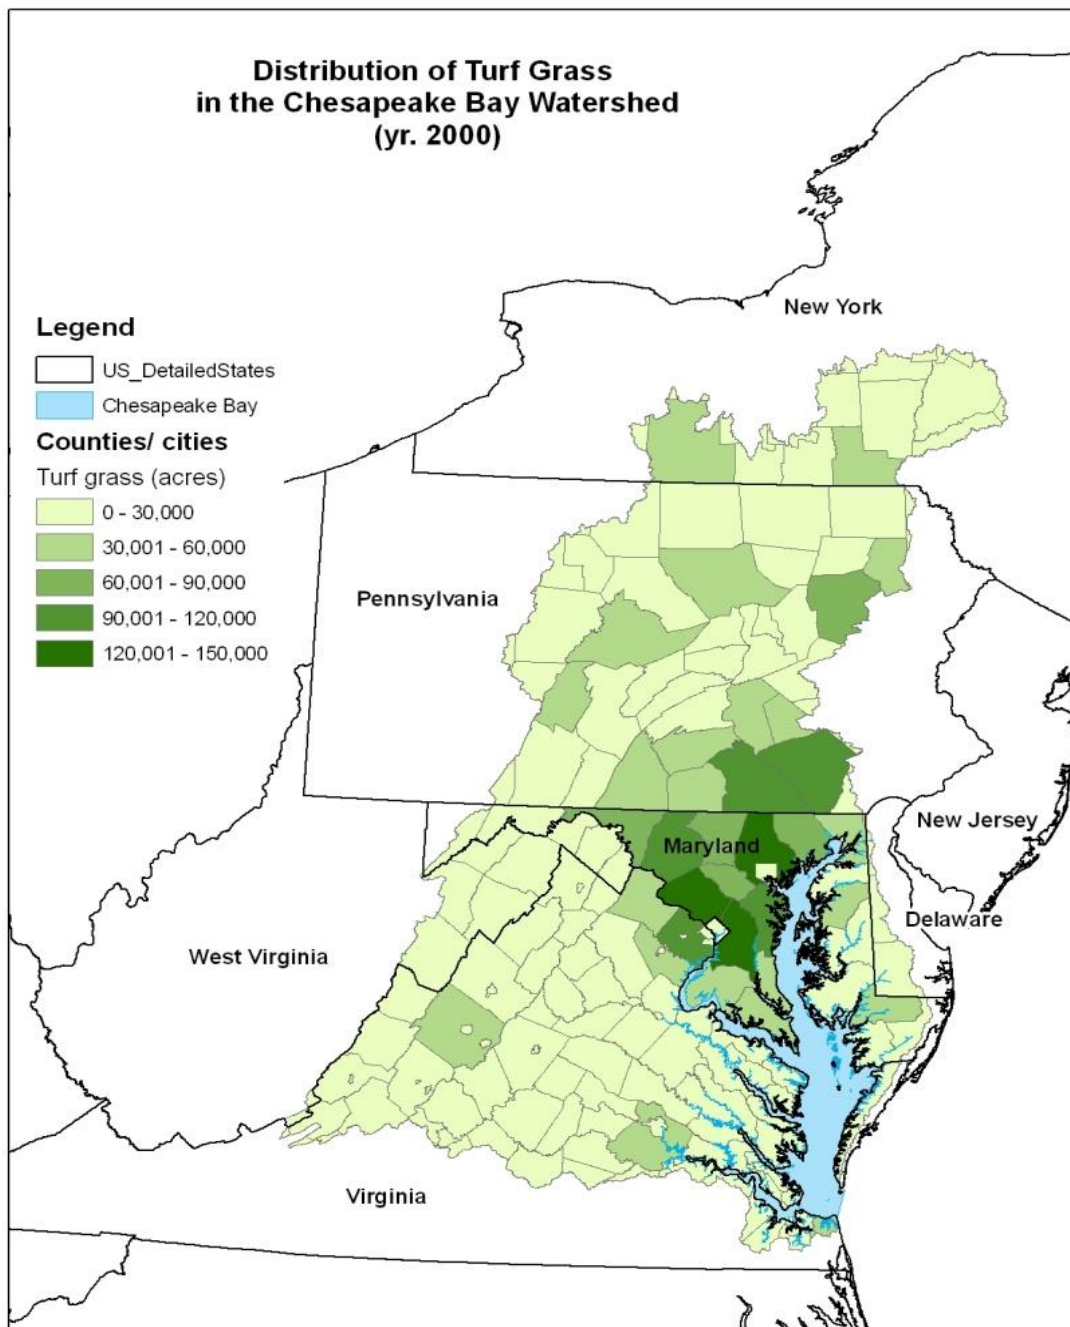 Distribution of Turf Grass
in the Chesapeake Bay Watershed
(yr. 2000)
New York
Legend
US_DetailedStates
Chesapeake Bay
Counties/ cities
Turf grass (acres)
0 - 30,000
30,001 - 60,000
60,001 - 90,000
90,001 - 120,000
120,001 - 150,000
Pennsylvania
New Jersey
Maryland
Delaware
West Virginia
Virginia